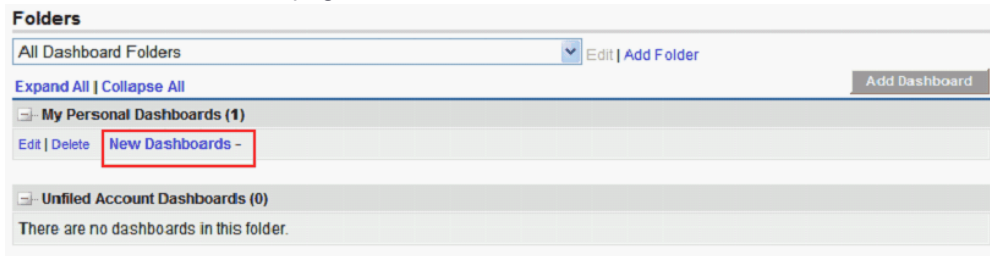 Folders
All Dashboard Folders Edit | Add Folder
Expand All | Collapse All Add Dashboard
My Personal Dashboards (1)
Edit | Delete New Dashboards -
Unfiled Account Dashboards (0)
There are no dashboards in this folder.